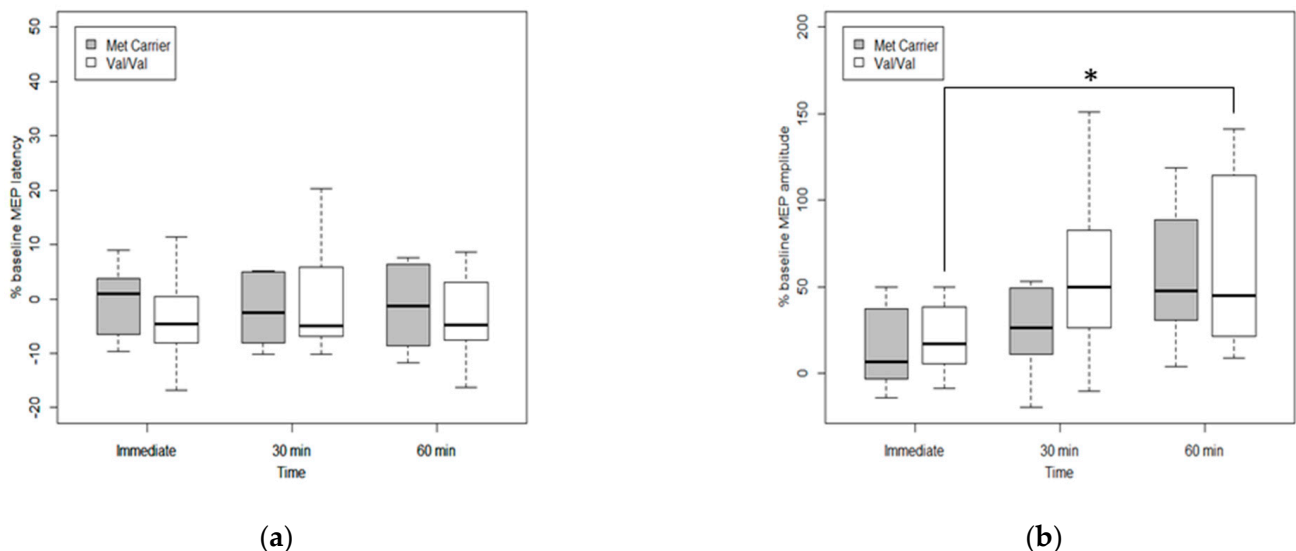 50
40
30
20
10
0
-10
-20
% baseline MEP latency
Met Carrier
Val/Val
Immediate
30 min
60 min
Time
(a)
200
150
100
50
0
% baseline MEP amplitude
Met Carrier
Val/Val
*
Immediate
30 min
60 min
Time
(b)